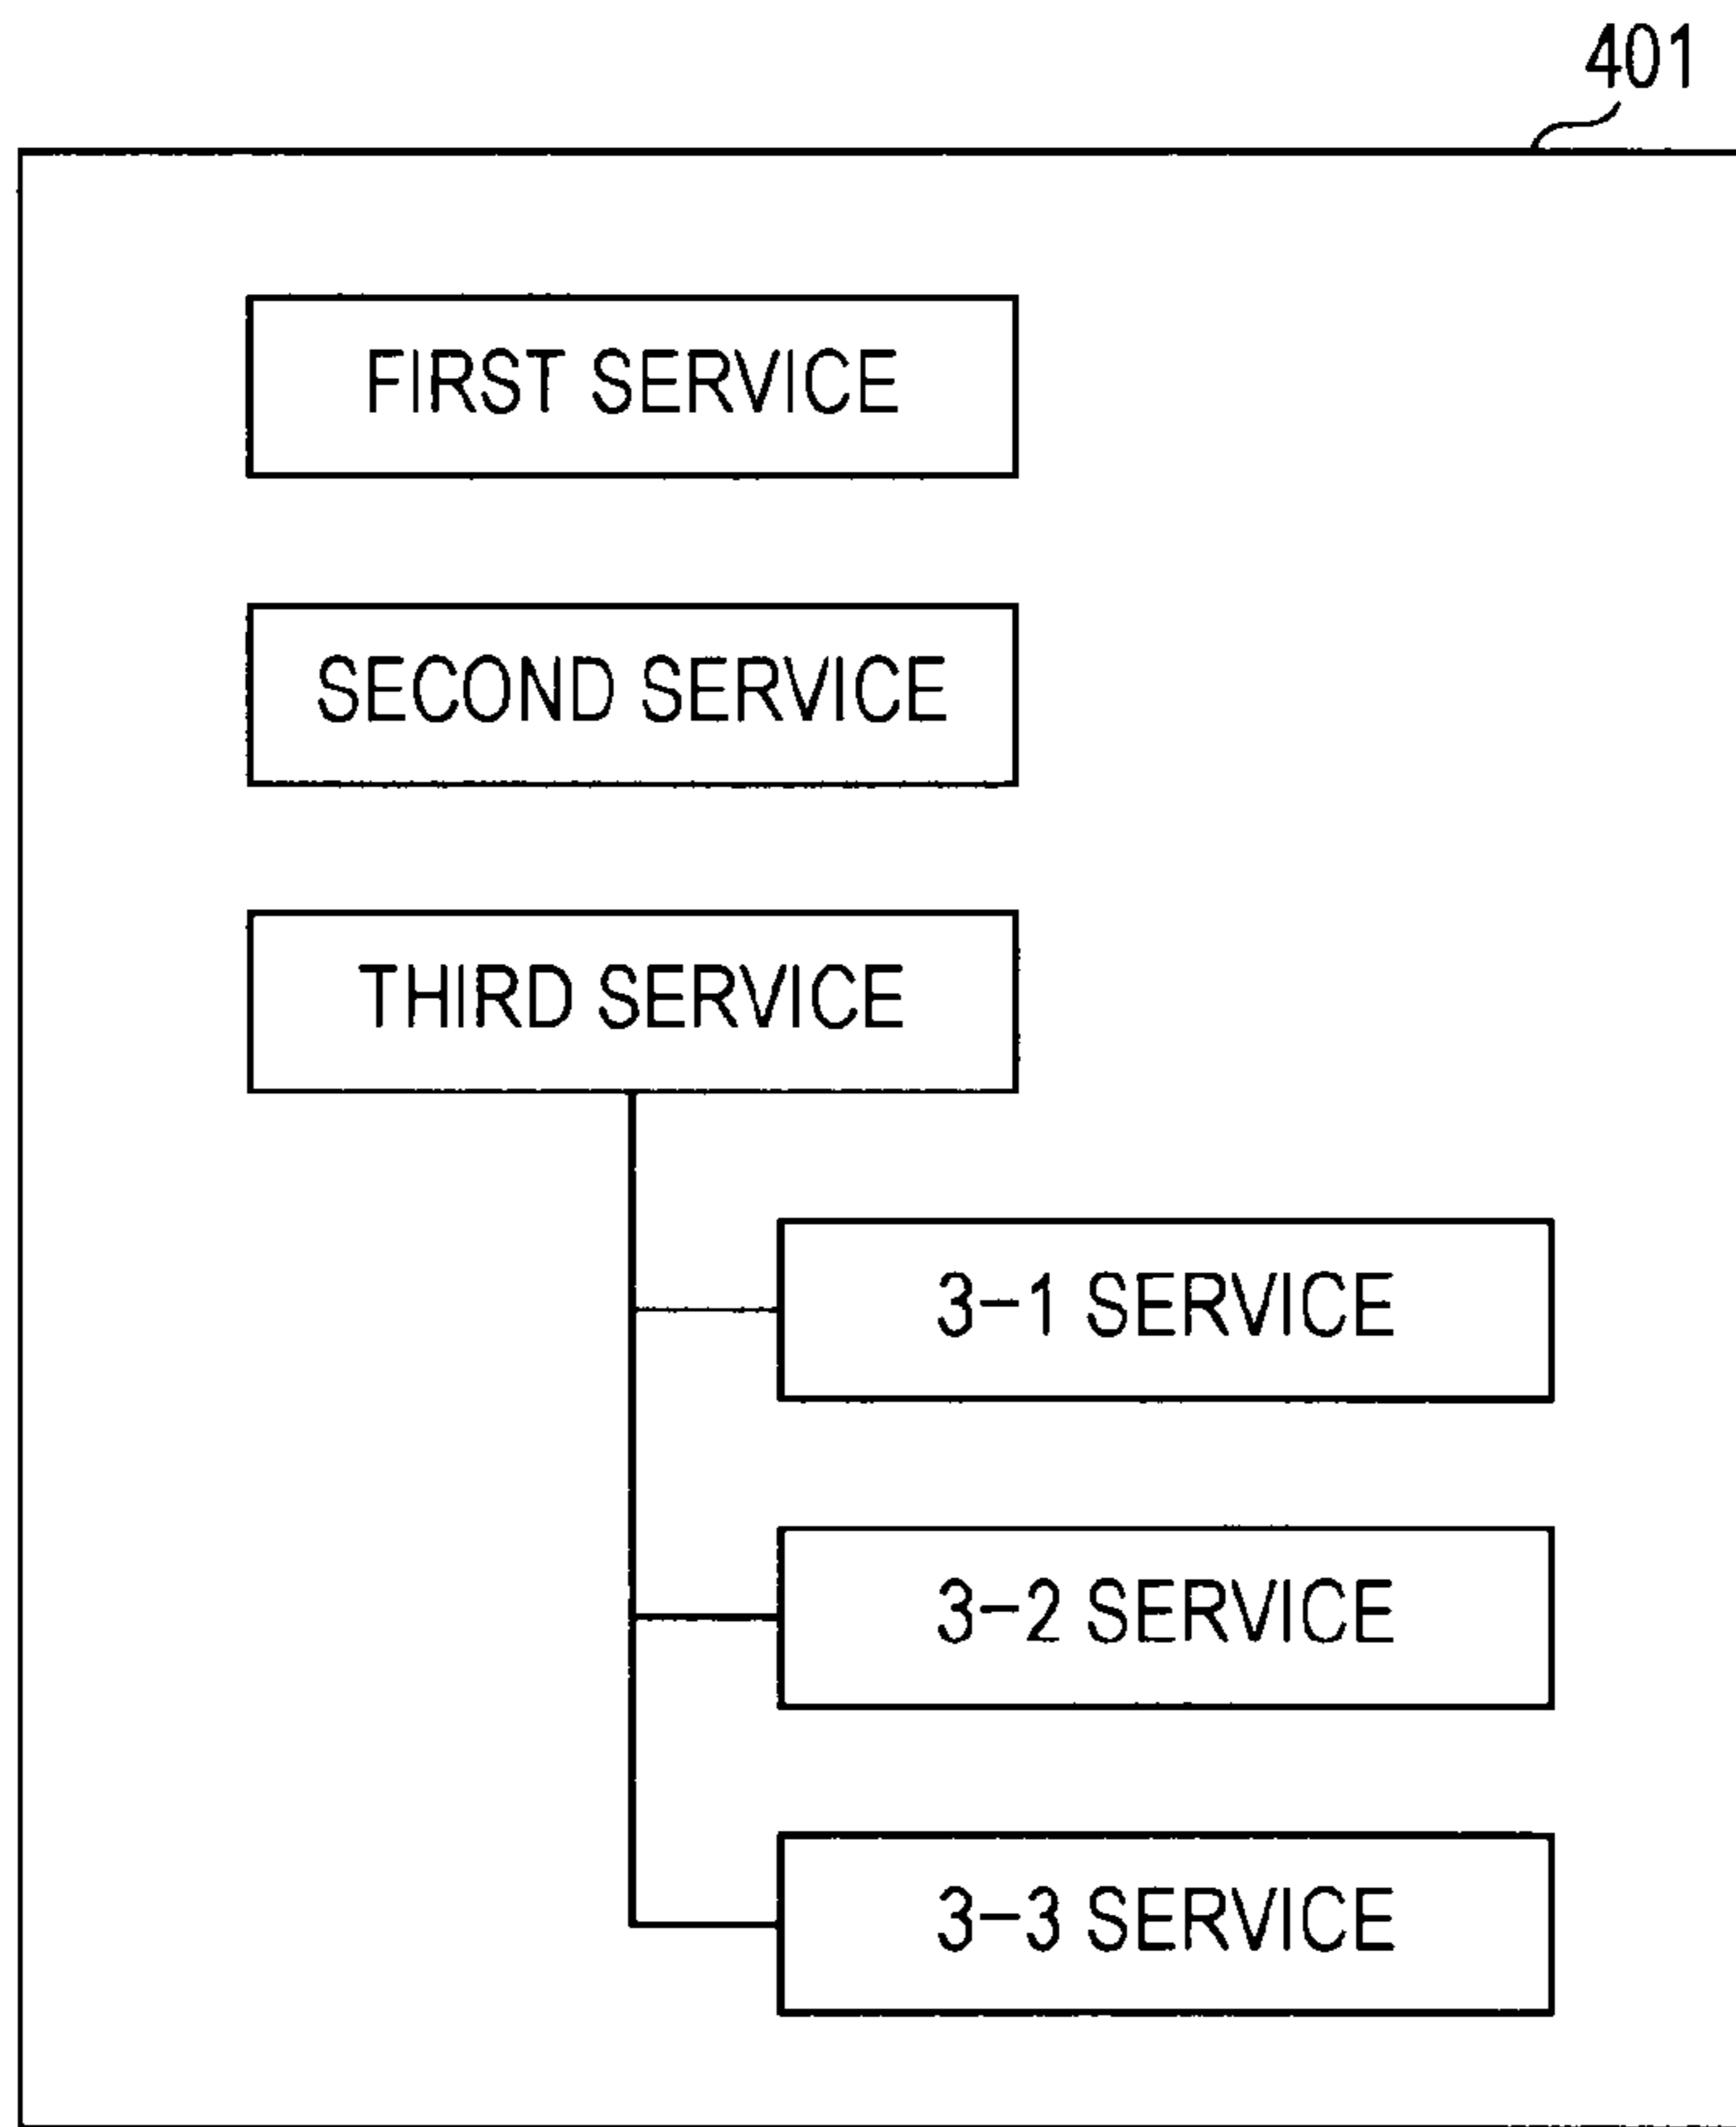 401
FIRST SERVICE
SECOND SERVICE
THIRD SERVICE
3-1 SERVICE
3-2 SERVICE
3-3 SERVICE